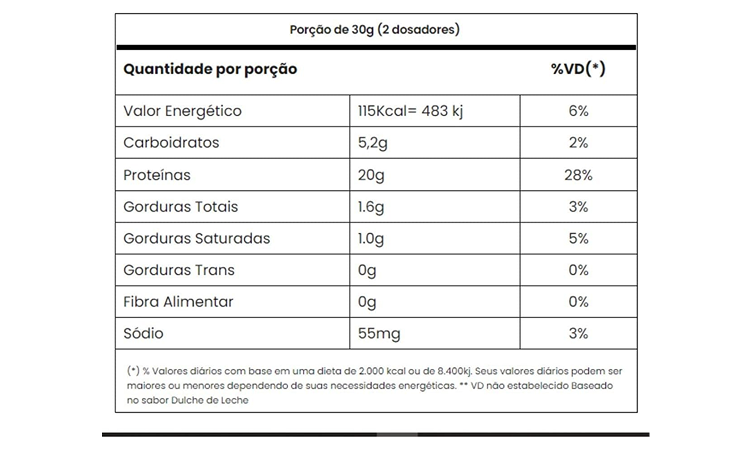 Porção de 30g (2 dosadores)
Quantidade por porção %VD(*)
Valor Energético 115Kcal= 483 kj 6%
Carboidratos 5,2g 2%
Proteínas 20g 28%
Gorduras Totais 1.6g 3%
Gorduras Saturadas 1.0g 5%
Gorduras Trans 0g 0%
Fibra Alimentar 0g 0%
Sódio 55mg 3%
(*) % Valores diários com base em uma dieta de 2.000 kcal ou de 8.400kj. Seus valores diários podem ser
maiores ou menores dependendo de suas necessidades energéticas. ** VD não estabelecido Baseado
no sabor Dulche de Leche